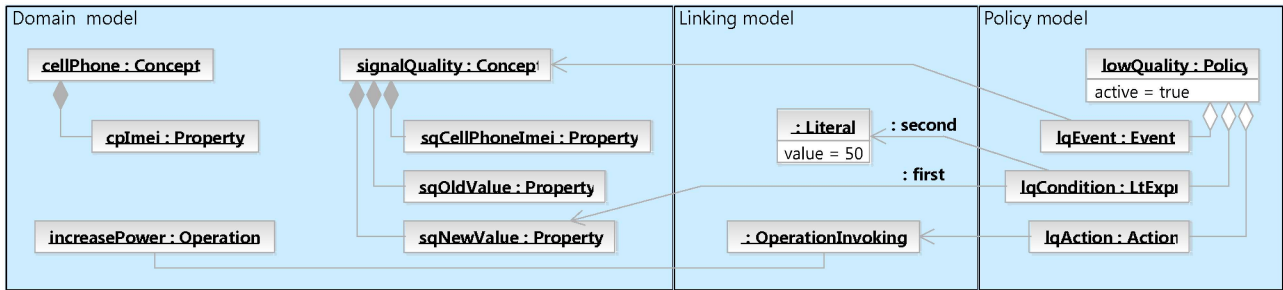 Domain  model
Linking model
Policy model
cellPhone : Concept
signalQuality : Concept
lowQuality : Policy
active = true
cpImei : Property
sqCellPhoneImei : Property
: Literal
value = 50
: second
lqEvent : Event
sqOldValue : Property
: first
lqCondition : LtExpr
increasePower : Operation
sqNewValue : Property
: OperationInvoking
lqAction : Action